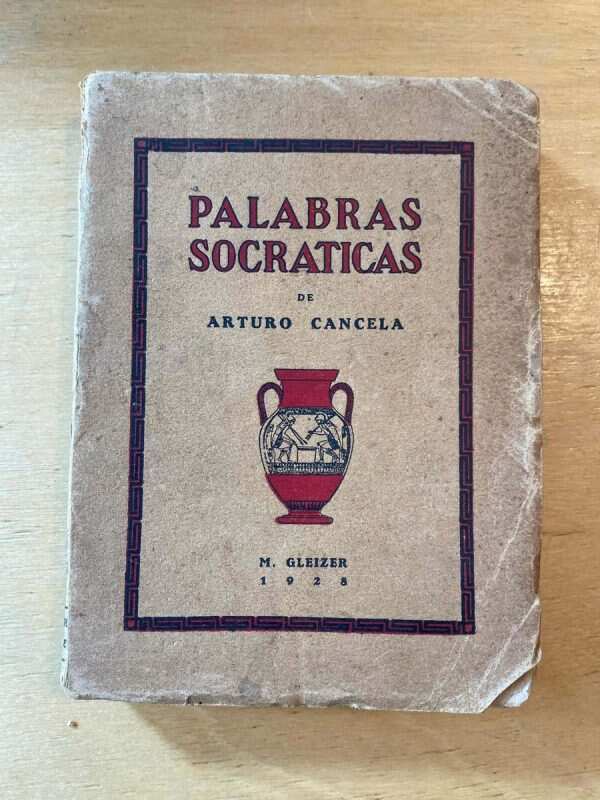 PALABRAS
SOCRATICAS
DE
ARTURO CANCELA
M. GLEIZER
1928